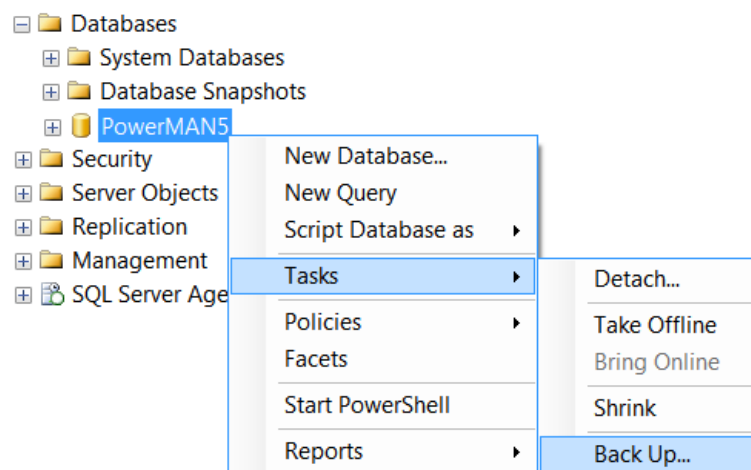 Databases
System Databases
Database Snapshots
PowerMAN5
Security
Server Objects
Replication
Management
SQL Server Age
New Database...
New Query
Script Database as
Tasks
Policies
Facets
Start PowerShell
Reports
Detach...
Take Offline
Bring Online
Shrink
Back Up...